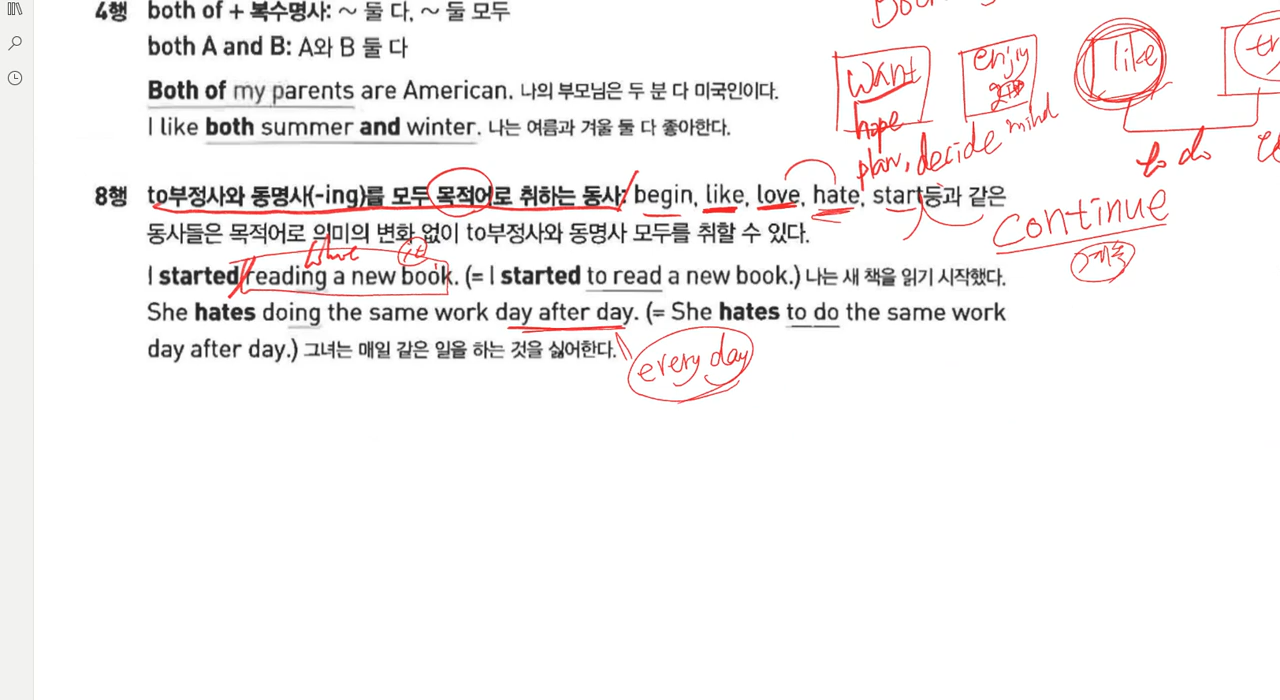 4행 both of + 복수명사: ~ 둘 다, ~ 둘 모두
both A and B: A와 B 둘 다
Both of my parents are American. 나의 부모님은 두 분 다 미국인이다.
I like both summer and winter. 나는 여름과 겨울 둘 다 좋아한다.
want
hope
plan, decide
enjoy
mind
like
to do
8행 to부정사와 동명사(-ing)를 모두 목적어로 취하는 동사: begin, like, love, hate, start등과 같은
동사들은 목적어로 의미의 변화 없이 to부정사와 동명사 모두를 취할 수 있다.
continue
계속
I started reading a new book. (= I started to read a new book.) 나는 새 책을 읽기 시작했다.
She hates doing the same work day after day. (= She hates to do the same work
day after day.) 그녀는 매일 같은 일을 하는 것을 싫어한다.
every day